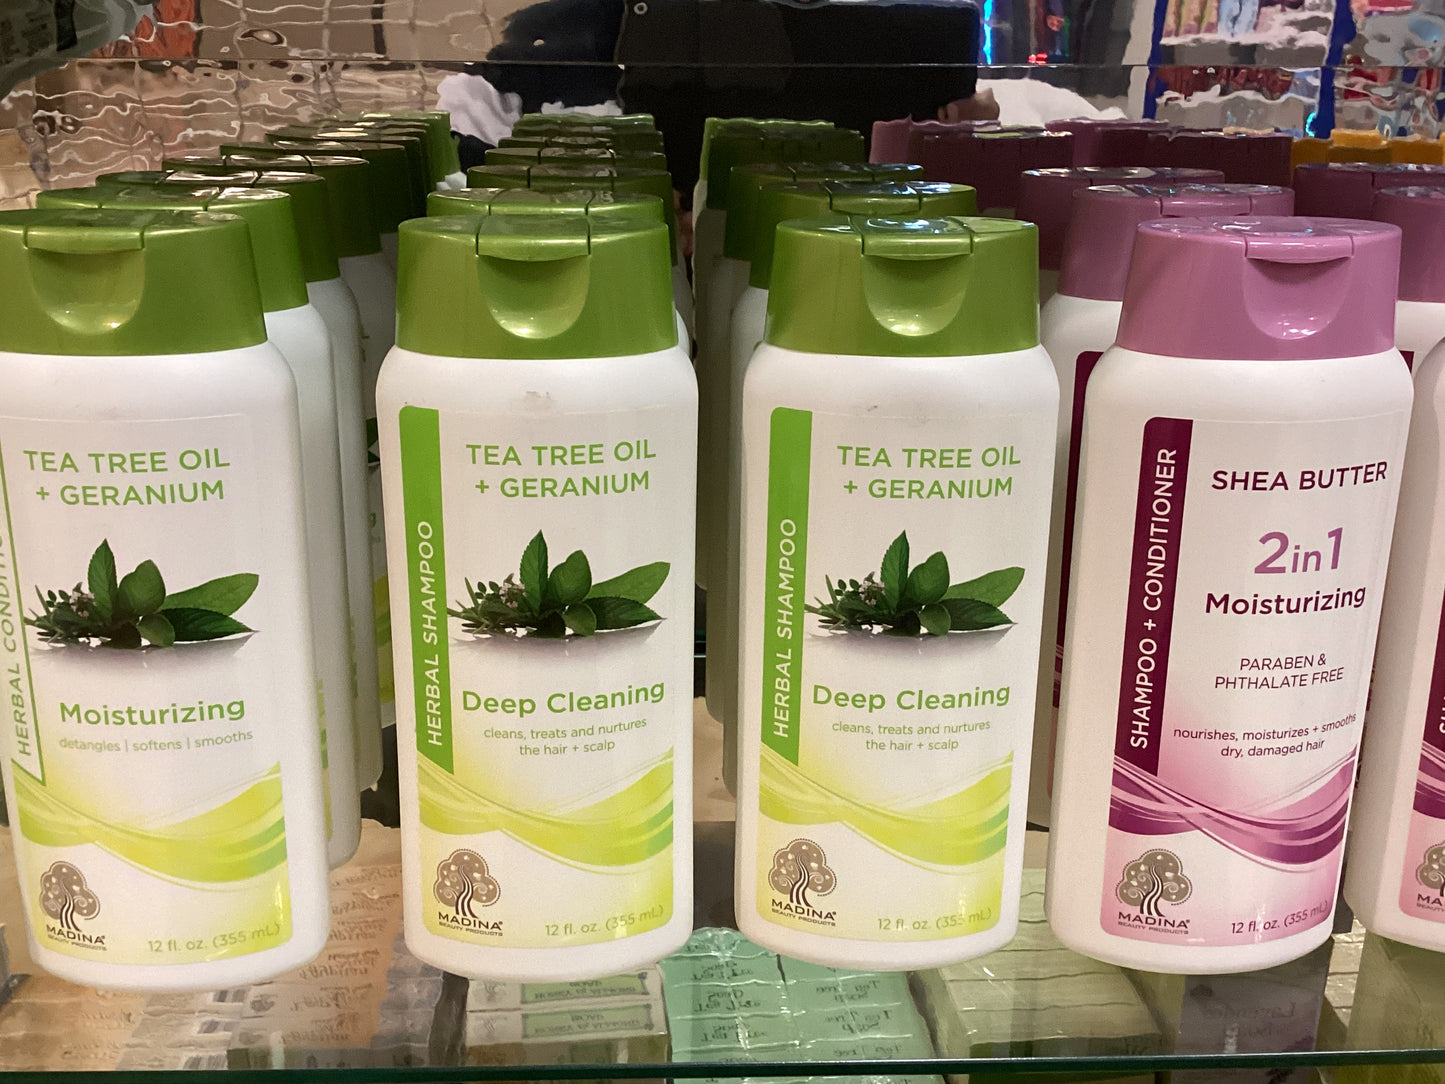 TEA TREE OIL
+ GERANIUM
Moisturizing
detangles | softens | smooths
MADINA®
BEAUTY PRODUCTS
12 fl. oz. (355 mL)
HERBAL SHAMPOO
TEA TREE OIL
+ GERANIUM
Deep Cleaning
cleans, treats and nurtures
the hair + scalp
MADINA®
BEAUTY PRODUCTS
12 fl. oz. (355 mL)
HERBAL SHAMPOO
TEA TREE OIL
+ GERANIUM
Deep Cleaning
cleans, treats and nurtures
the hair + scalp
MADINA®
BEAUTY PRODUCTS
12 fl. oz. (355 mL)
SHAMPOO + CONDITIONER
SHEA BUTTER
2in1
Moisturizing
PARABEN &
PHTHALATE FREE
nourishes, moisturizes + smooths
dry, damaged hair
MADINA®
BEAUTY PRODUCTS
12 fl. oz. (355 mL)
HERBAL